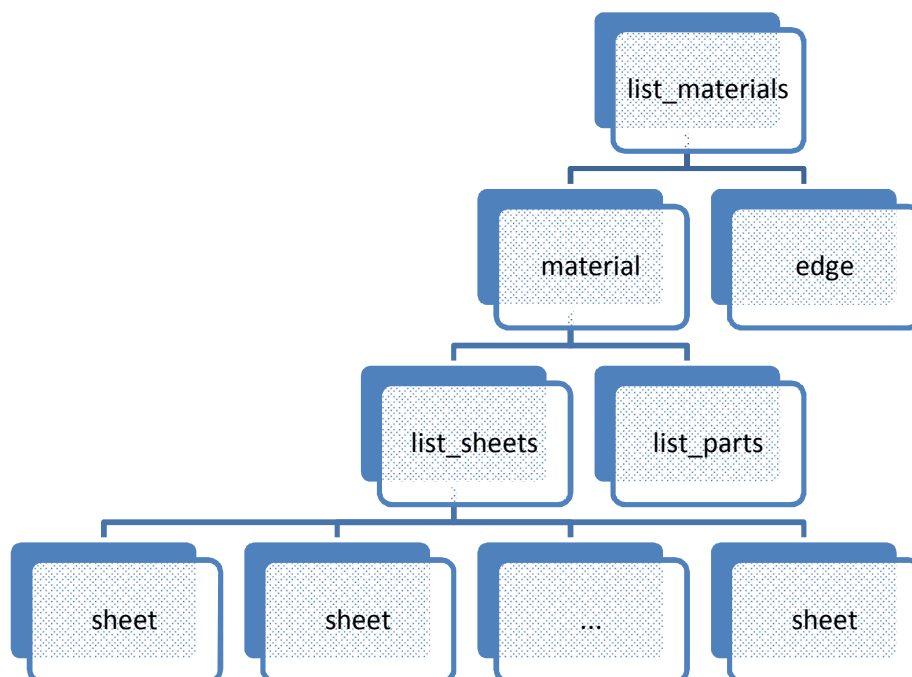 list_materials
material
edge
list_sheets
list_parts
sheet
sheet
...
sheet